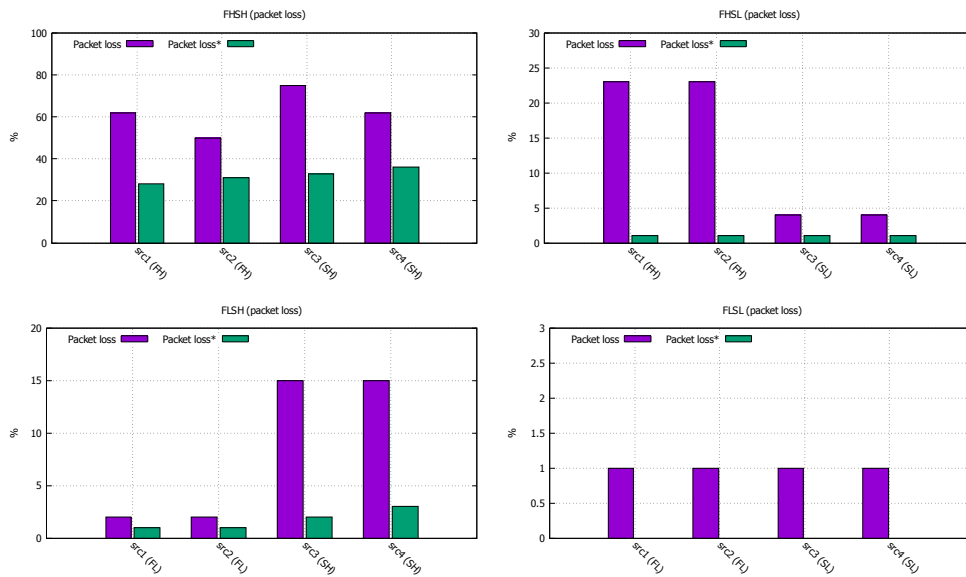 FHSH (packet loss)
Packet loss
Packet loss*
100
80
60
40
20
0
%
src1 (FH)
src2 (FH)
src3 (SH)
src4 (SH)
FHSL (packet loss)
Packet loss
Packet loss*
30
25
20
15
10
5
0
%
src1 (FH)
src2 (FH)
src3 (SL)
src4 (SL)
FLSH (packet loss)
Packet loss
Packet loss*
20
15
10
5
0
%
src1 (FL)
src2 (FL)
src3 (SH)
src4 (SH)
FLSL (packet loss)
Packet loss
Packet loss*
3
2.5
2
1.5
1
0.5
0
%
src1 (FL)
src2 (FL)
src3 (SL)
src4 (SL)